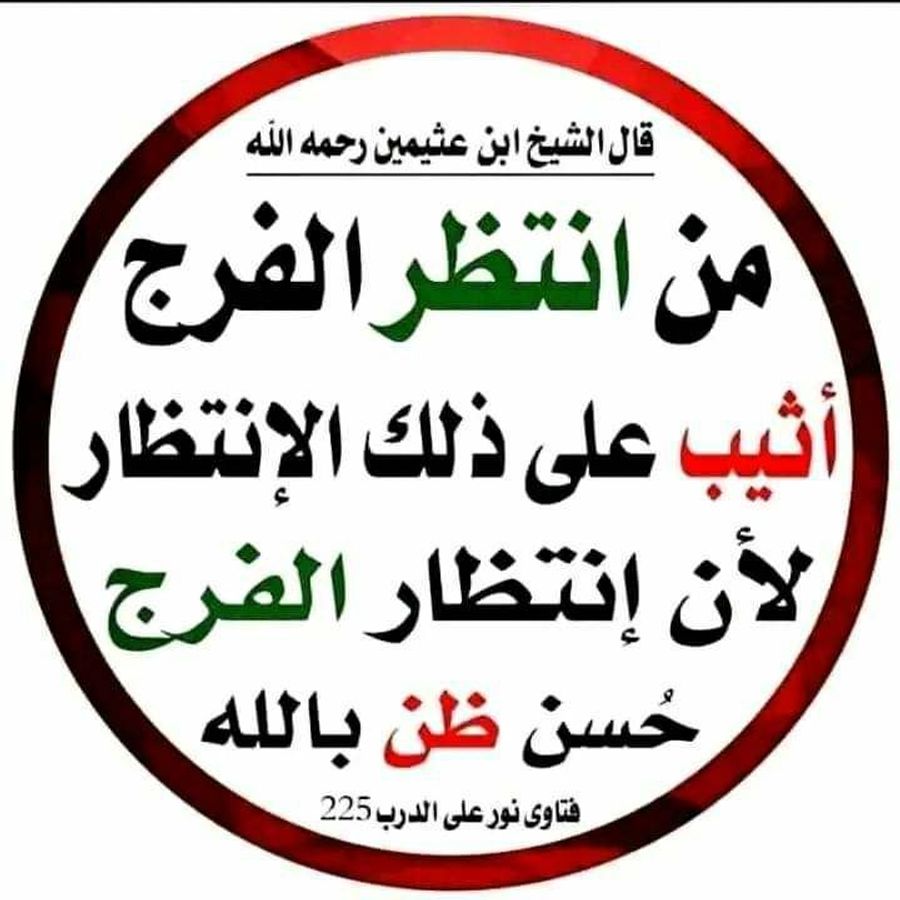 قال الشيخ ابن عثيمين رحمه الله
من انتظر الفرج
أثيب على ذلك الإنتظار
لأن إنتظار الفرج
حُسن ظن بالله
فتاوى نور على الدرب 225